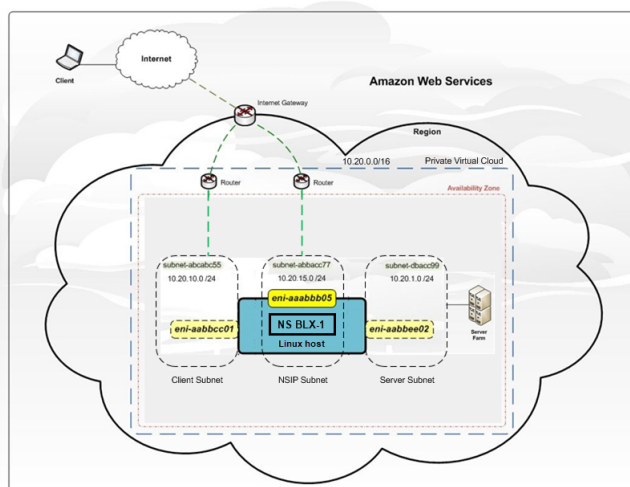 Internet
Client
Amazon Web Services
Internet Gateway
Region
10.20.0.0/16 Private Virtual Cloud
Router
Router
Availability Zone
subnet-abcabc55
subnet-abbacc77
subnet-dbacc99
10.20.10.0 /24
10.20.15.0 /24
10.20.1.0 /24
eni-aaabbb05
eni-aabbcc01
NS BLX-1
eni-aabbee02
Linux host
Server
Farm
Client Subnet
NSIP Subnet
Server Subnet